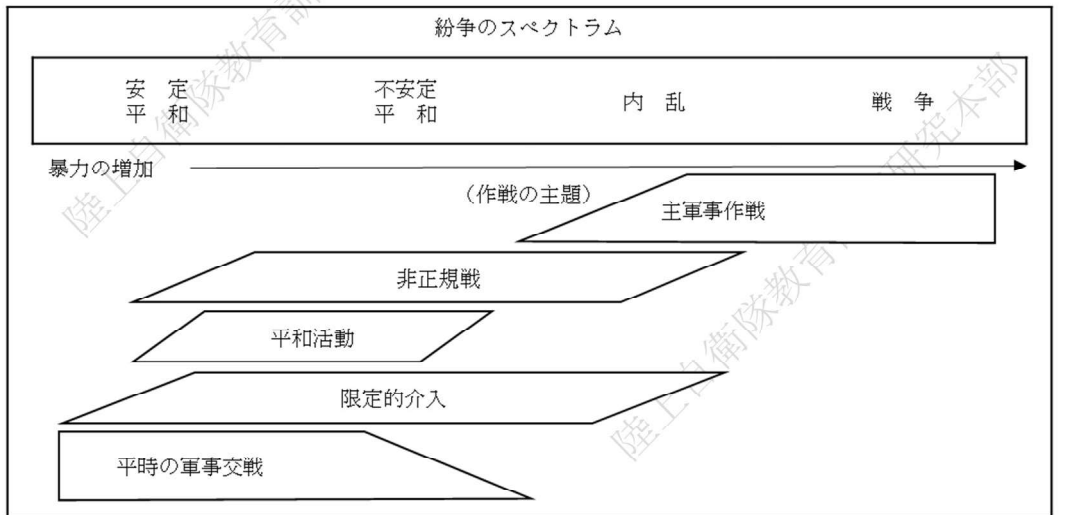 紛争のスペクトラム
安　定
平　和
不安定
平　和
内　乱
戦　争
暴力の増加
（作戦の主題）
主軍事作戦
非正規戦
平和活動
限定的介入
平時の軍事交戦
陸上自衛隊教育訓
陸上自衛隊教育 研究本部